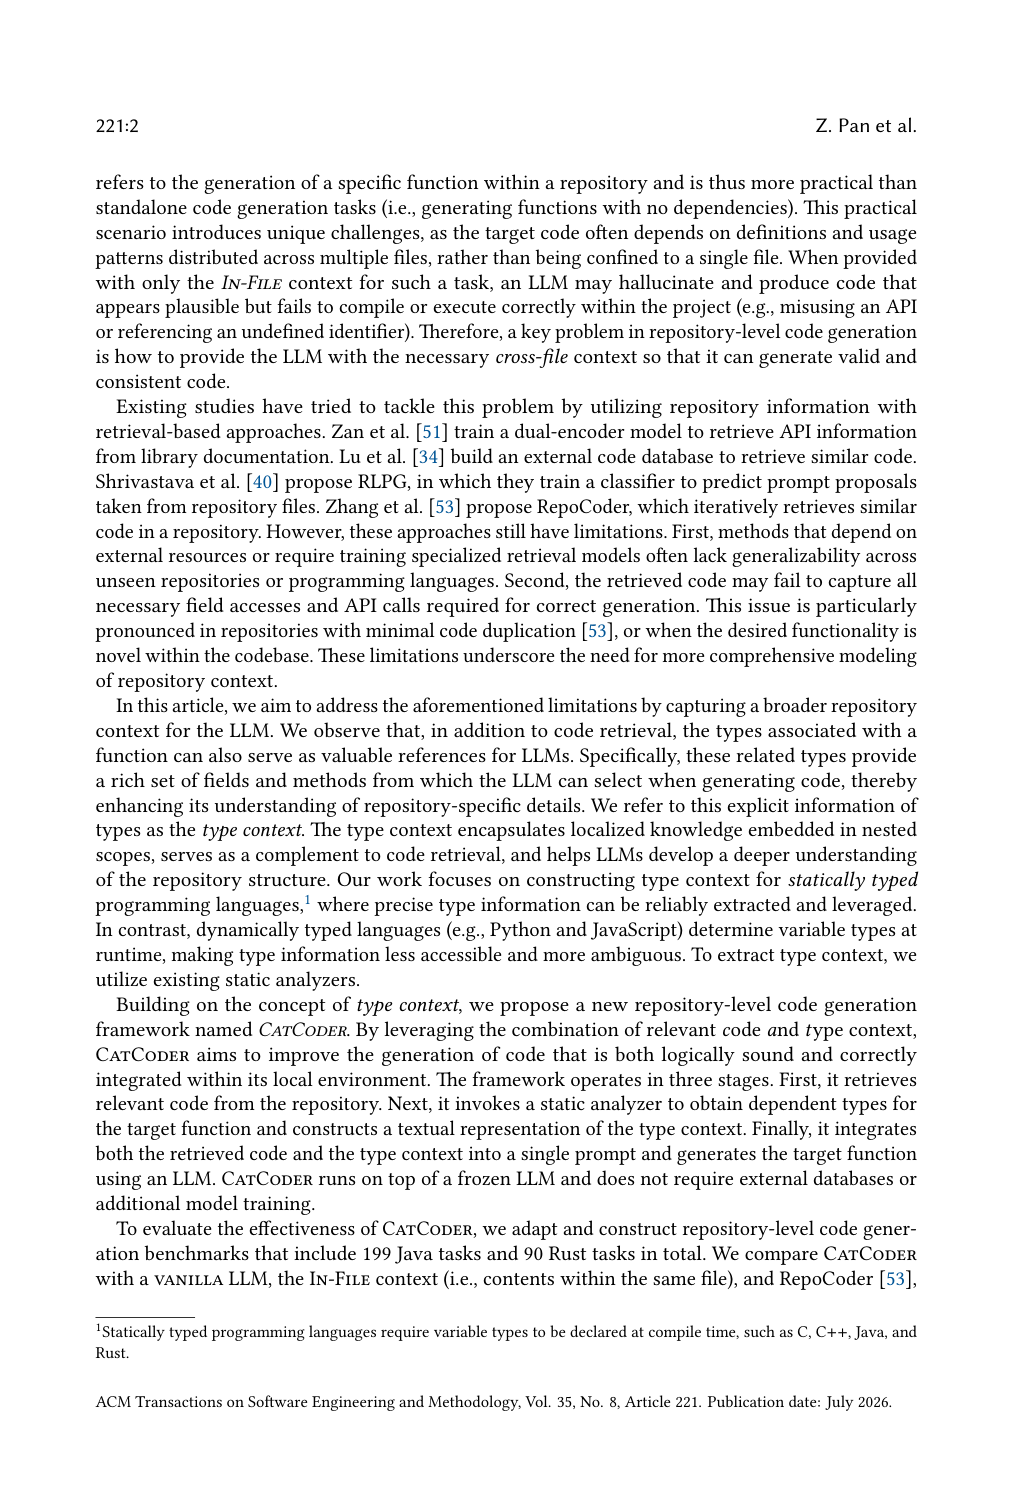 221:2
Z. Pan et al.
refers to the generation of a specific function within a repository and is thus more practical than
standalone code generation tasks (i.e., generating functions with no dependencies). This practical
scenario introduces unique challenges, as the target code often depends on definitions and usage
patterns distributed across multiple files, rather than being confined to a single file. When provided
with only the In-File context for such a task, an LLM may hallucinate and produce code that
appears plausible but fails to compile or execute correctly within the project (e.g., misusing an API
or referencing an undefined identifier). Therefore, a key problem in repository-level code generation
is how to provide the LLM with the necessary cross-file context so that it can generate valid and
consistent code.
Existing studies have tried to tackle this problem by utilizing repository information with
retrieval-based approaches. Zan et al. [51] train a dual-encoder model to retrieve API information
from library documentation. Lu et al. [34] build an external code database to retrieve similar code.
Shrivastava et al. [40] propose RLPG, in which they train a classifier to predict prompt proposals
taken from repository files. Zhang et al. [53] propose RepoCoder, which iteratively retrieves similar
code in a repository. However, these approaches still have limitations. First, methods that depend on
external resources or require training specialized retrieval models often lack generalizability across
unseen repositories or programming languages. Second, the retrieved code may fail to capture all
necessary field accesses and API calls required for correct generation. This issue is particularly
pronounced in repositories with minimal code duplication [53], or when the desired functionality is
novel within the codebase. These limitations underscore the need for more comprehensive modeling
of repository context.
In this article, we aim to address the aforementioned limitations by capturing a broader repository
context for the LLM. We observe that, in addition to code retrieval, the types associated with a
function can also serve as valuable references for LLMs. Specifically, these related types provide
a rich set of fields and methods from which the LLM can select when generating code, thereby
enhancing its understanding of repository-specific details. We refer to this explicit information of
types as the type context. The type context encapsulates localized knowledge embedded in nested
scopes, serves as a complement to code retrieval, and helps LLMs develop a deeper understanding
of the repository structure. Our work focuses on constructing type context for statically typed
programming languages,1 where precise type information can be reliably extracted and leveraged.
In contrast, dynamically typed languages (e.g., Python and JavaScript) determine variable types at
runtime, making type information less accessible and more ambiguous. To extract type context, we
utilize existing static analyzers.
Building on the concept of type context, we propose a new repository-level code generation
framework named CatCoder. By leveraging the combination of relevant code and type context,
CatCoder aims to improve the generation of code that is both logically sound and correctly
integrated within its local environment. The framework operates in three stages. First, it retrieves
relevant code from the repository. Next, it invokes a static analyzer to obtain dependent types for
the target function and constructs a textual representation of the type context. Finally, it integrates
both the retrieved code and the type context into a single prompt and generates the target function
using an LLM. CatCoder runs on top of a frozen LLM and does not require external databases or
additional model training.
To evaluate the effectiveness of CatCoder, we adapt and construct repository-level code gener-
ation benchmarks that include 199 Java tasks and 90 Rust tasks in total. We compare CatCoder
with a vanilla LLM, the In-File context (i.e., contents within the same file), and RepoCoder [53],
1Statically typed programming languages require variable types to be declared at compile time, such as C, C++, Java, and
Rust.
ACM Transactions on Software Engineering and Methodology, Vol. 35, No. 8, Article 221. Publication date: July 2026.